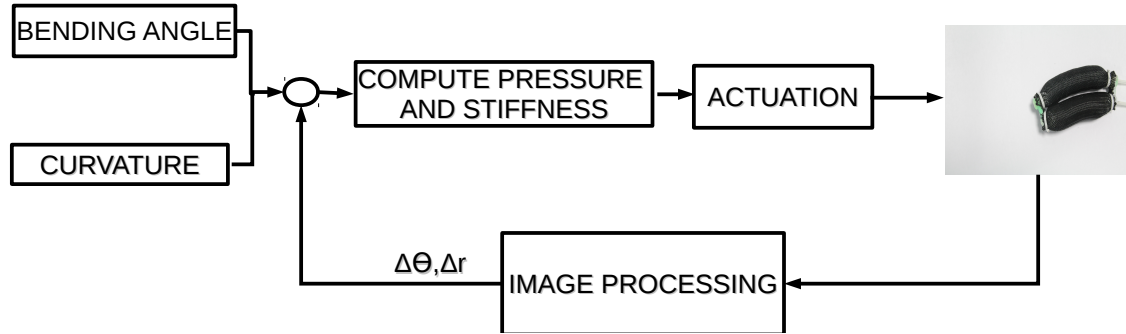 BENDING ANGLE
CURVATURE
COMPUTE PRESSURE
AND STIFFNESS
ACTUATION
ΔΘ,Δr
IMAGE PROCESSING